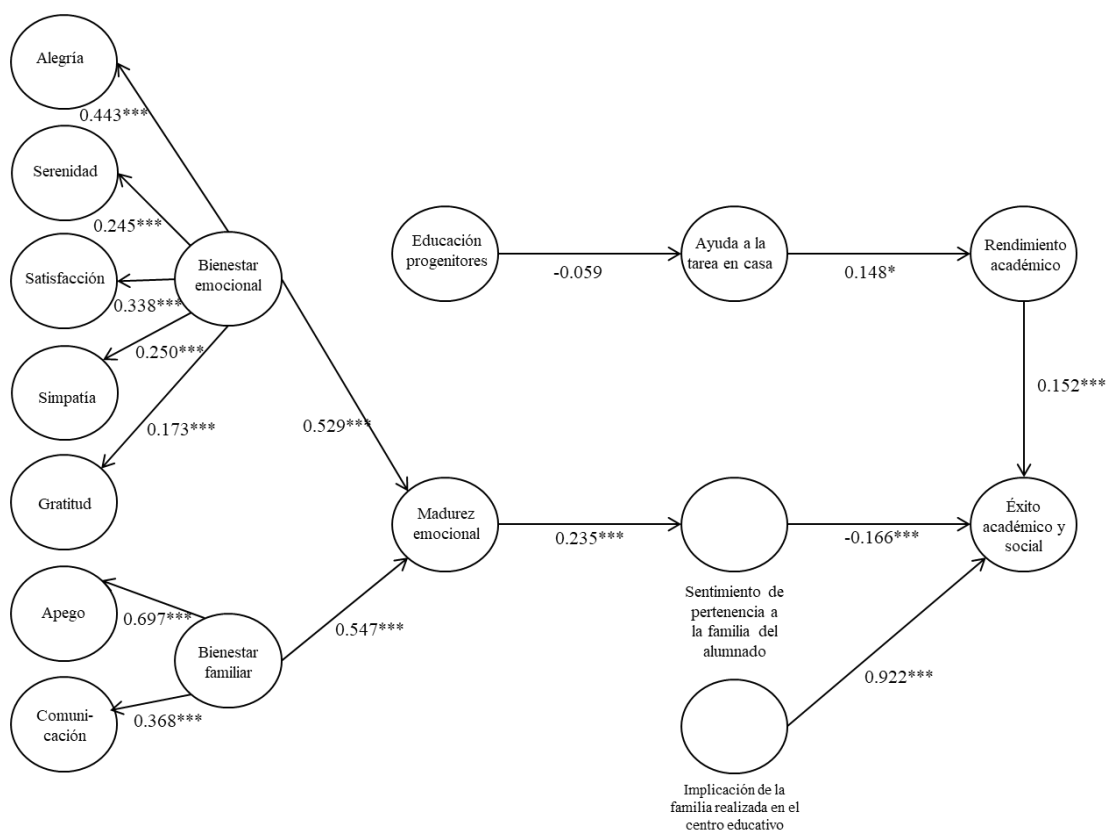 Alegría
0.443***
Serenidad
0.245***
Satisfacción
0.338***
Simpatía
0.250***
Gratitud
0.173***
Bienestar
emocional
0.529***
Apego
0.697***
Comuni-
cación
0.368***
Bienestar
familiar
0.547***
Educación
progenitores
-0.059
Ayuda a la
tarea en casa
0.148*
Rendimiento
académico
0.152***
Madurez
emocional
0.235***
Sentimiento de
pertenencia a
la familia del
alumnado
-0.166***
Éxito
académico y
social
0.922***
Implicación de la
familia realizada en el
centro educativo